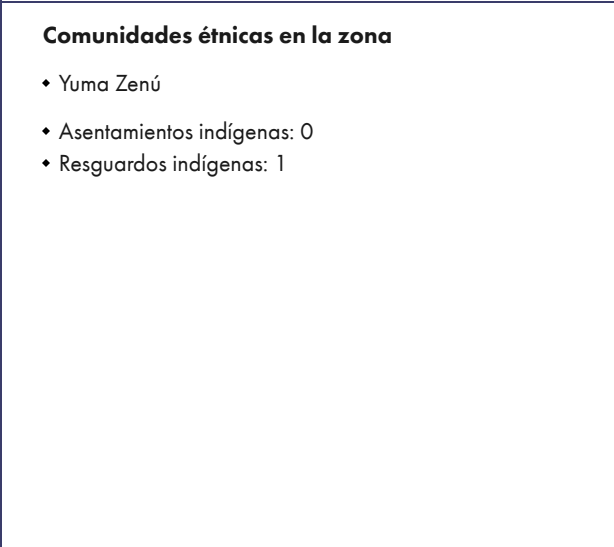 Comunidades étnicas en la zona
◆ Yuma Zenú
◆ Asentamientos indígenas: 0
◆ Resguardos indígenas: 1